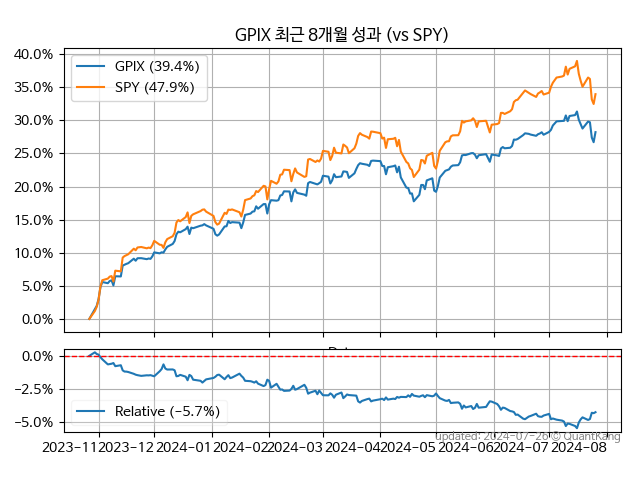 GPIX 최근 8개월 성과 (vs SPY)
40.0%
35.0%
30.0%
25.0%
20.0%
15.0%
10.0%
5.0%
0.0%
GPIX (39.4%)
SPY (47.9%)
0.0%
−2.5%
−5.0%
Relative (−5.7%)
updated: 2024-07-26 © QuantKang
2023−11 2023−12 2024−01 2024−02 2024−03 2024−04 2024−05 2024−06 2024−07 2024−08